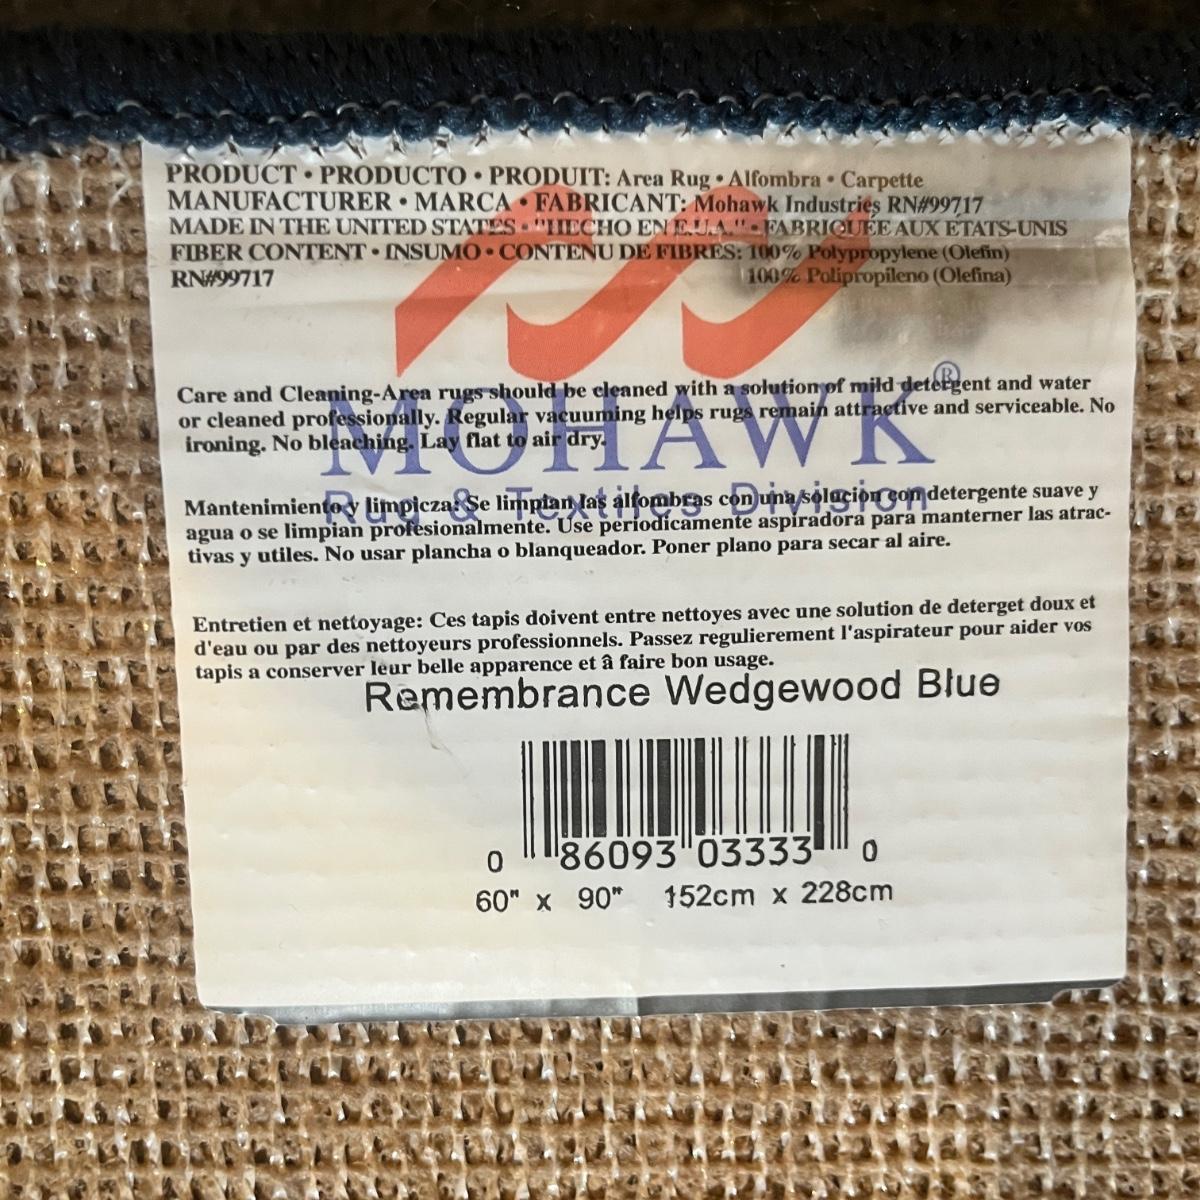 PRODUCT • PRODUCTO • PRODUIT: Area Rug • Alfombra • Carpette
MANUFACTURER • MARCA • FABRICANT: Mohawk Industries RN#99717
MADE IN THE UNITED STATES • "HECHO EN E.U.A." • FABRIQUÉE AUX ÉTATS-UNIS
FIBER CONTENT • INSUMO • CONTENU DE FIBRES: 100% Polypropylene (Olefin)
RN#99717 100% Polipropileno (Olefina)
MOHAWK®
Rug & Textiles Division
Care and Cleaning-Area rugs should be cleaned with a solution of mild detergent and water
or cleaned professionally. Regular vacuuming helps rugs remain attractive and serviceable. No
ironing. No bleaching. Lay flat to air dry.
Mantenimiento y limpicza: Se limpian las alfombras con una solucion con detergente suave y
agua o se limpian profesionalmente. Use periodicamente aspiradora para manterner las atrac-
tivas y utiles. No usar plancha o blanqueador. Poner plano para secar al aire.
Entretien et nettoyage: Ces tapis doivent entre nettoyes avec une solution de deterget doux et
d'eau ou par des nettoyeurs professionnels. Passez regulierement l'aspirateur pour aider vos
tapis a conserver leur belle apparence et â faire bon usage.
Remembrance Wedgewood Blue
0 86093 03333 0
60" x 90" 152cm x 228cm